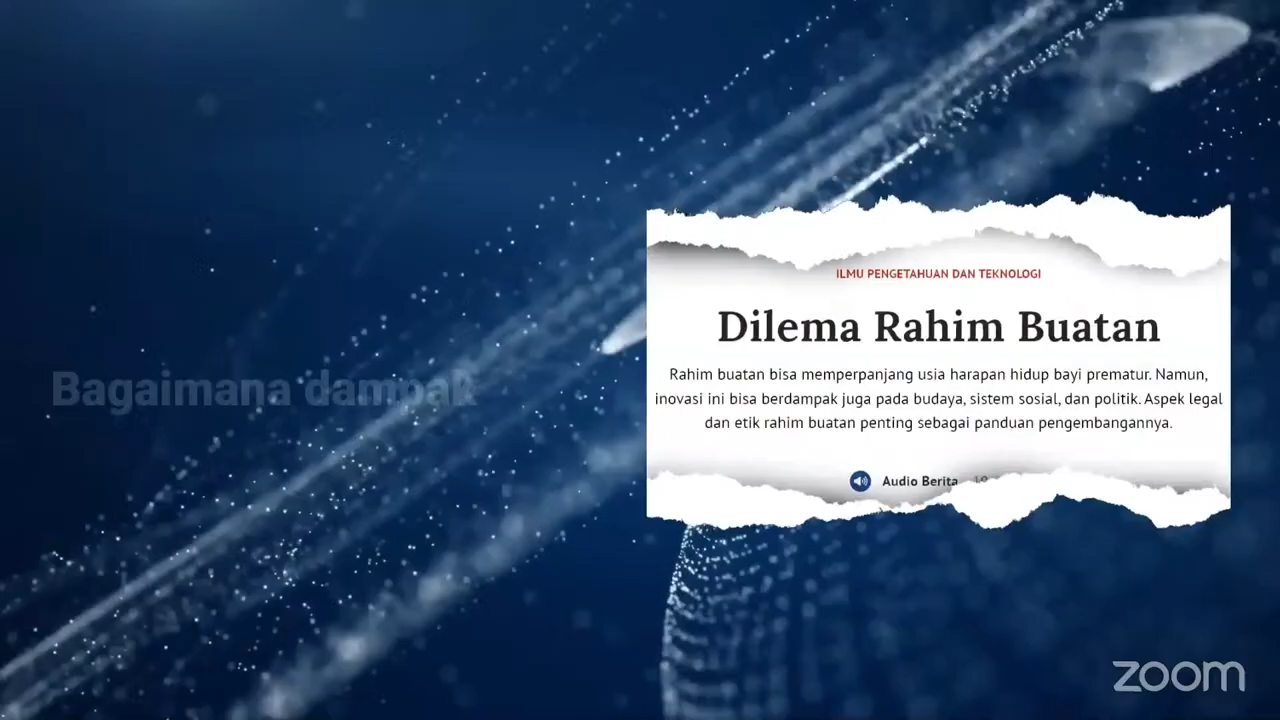 Bagaimana dampak
ILMU PENGETAHUAN DAN TEKNOLOGI
Dilema Rahim Buatan
Rahim buatan bisa memperpanjang usia harapan hidup bayi prematur. Namun,
inovasi ini bisa berdampak juga pada budaya, sistem sosial, dan politik. Aspek legal
dan etik rahim buatan penting sebagai panduan pengembangannya.
Audio Berita
zoom